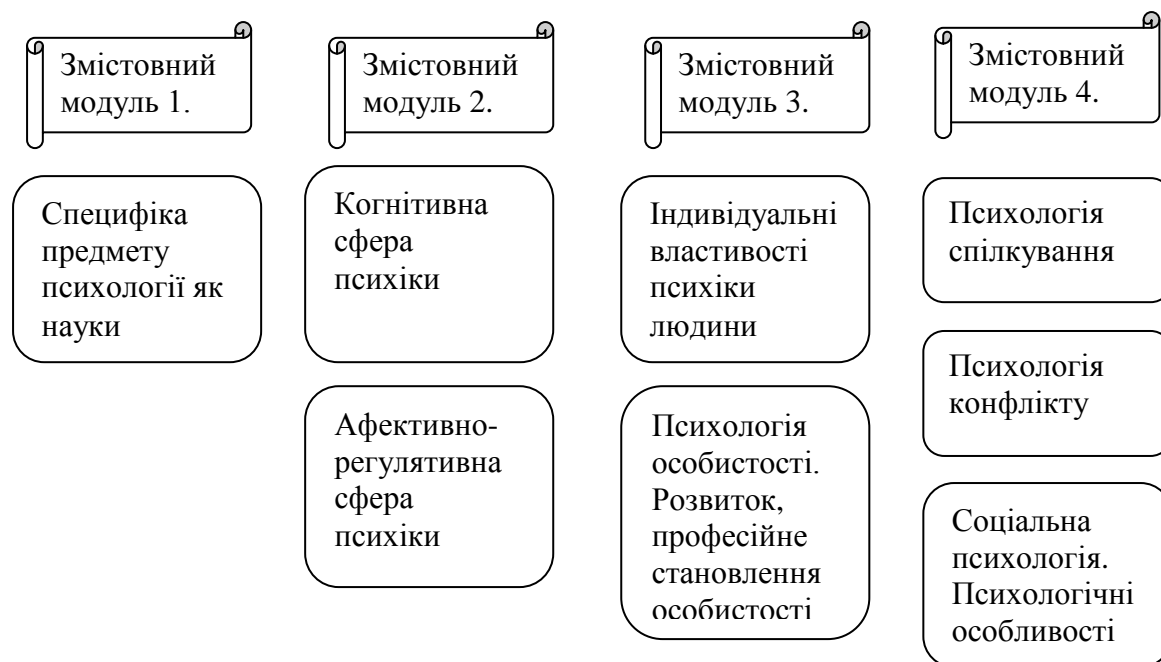 Змістовний
модуль 1.
Специфіка
предмету
психології як
науки
Змістовний
модуль 2.
Когнітивна
сфера
психіки
Афективно-
регулятивна
сфера
психіки
Змістовний
модуль 3.
Індивідуальні
властивості
психіки
людини
Психологія
особистості.
Розвиток,
професійне
становлення
особистості
Змістовний
модуль 4.
Психологія
спілкування
Психологія
конфлікту
Соціальна
психологія.
Психологічні
особливості